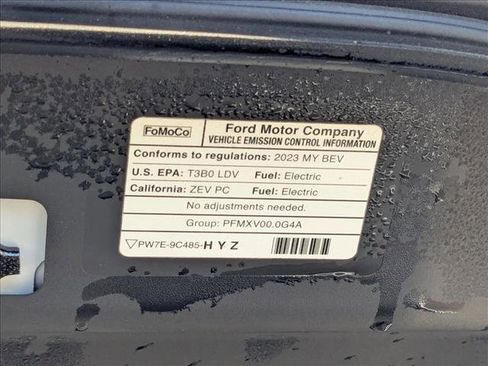 FoMoCo
Ford Motor Company
VEHICLE EMISSION CONTROL INFORMATION
Conforms to regulations: 2023 MY BEV
U.S. EPA: T3B0 LDV Fuel: Electric
California: ZEV PC Fuel: Electric
No adjustments needed.
Group: PFMXV00.0G4A
PW7E-9C485-HYZ